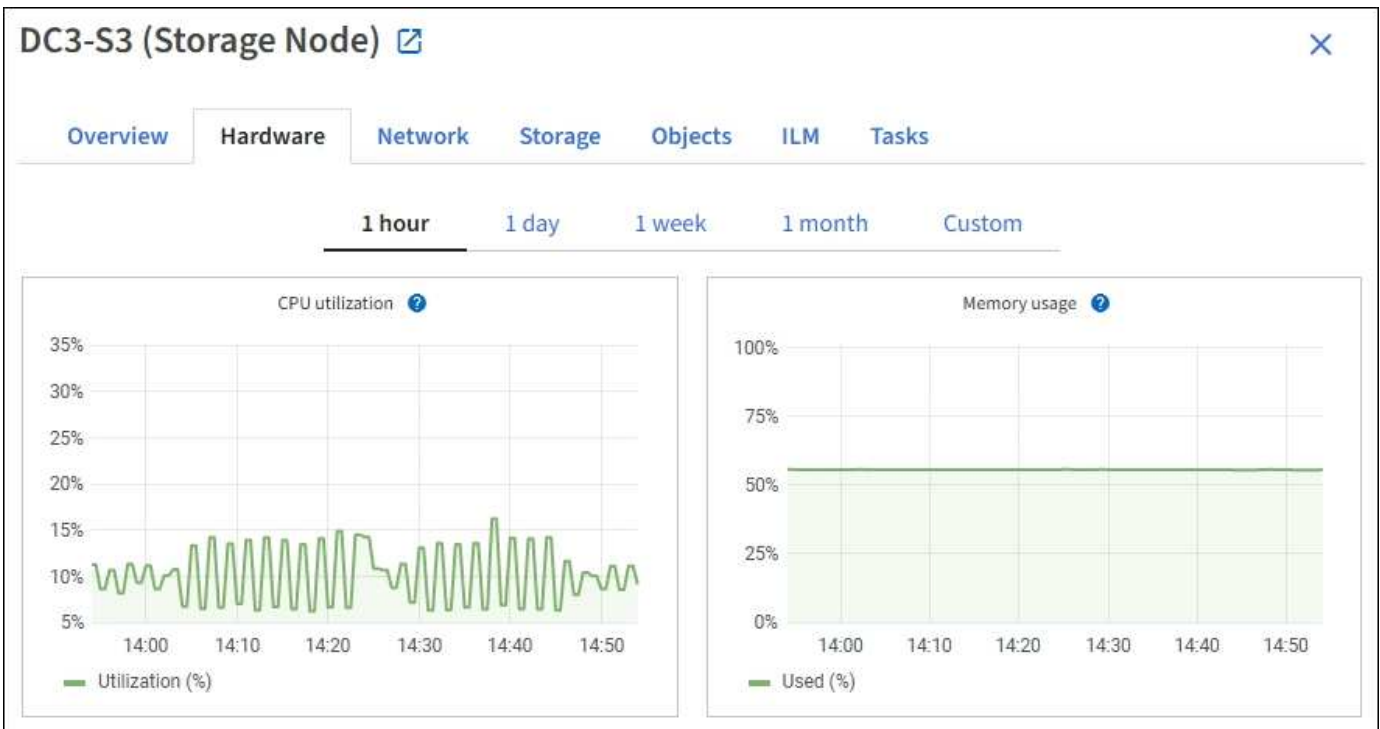 DC3-S3 (Storage Node)
Overview Hardware Network Storage Objects ILM Tasks
1 hour 1 day 1 week 1 month Custom
CPU utilization ?
35%
30%
25%
20%
15%
10%
5%
14:00 14:10 14:20 14:30 14:40 14:50
Utilization (%)
Memory usage ?
100%
75%
50%
25%
0%
14:00 14:10 14:20 14:30 14:40 14:50
Used (%)